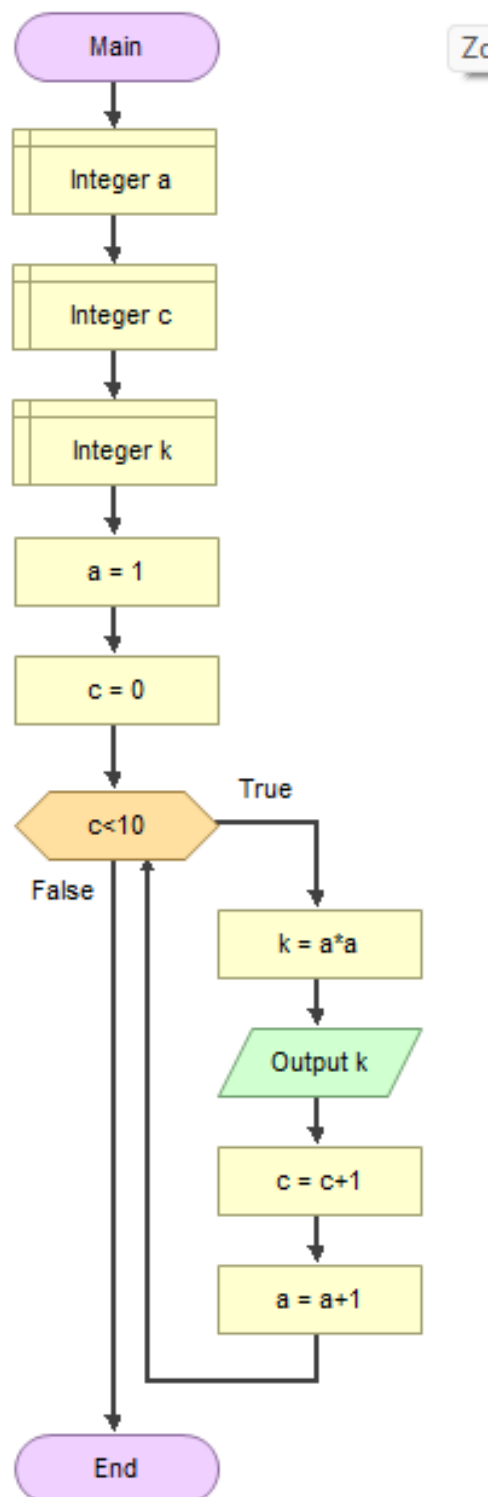 Main
Integer a
Integer c
Integer k
a = 1
c = 0
c<10
True
False
k = a*a
Output k
c = c+1
a = a+1
End